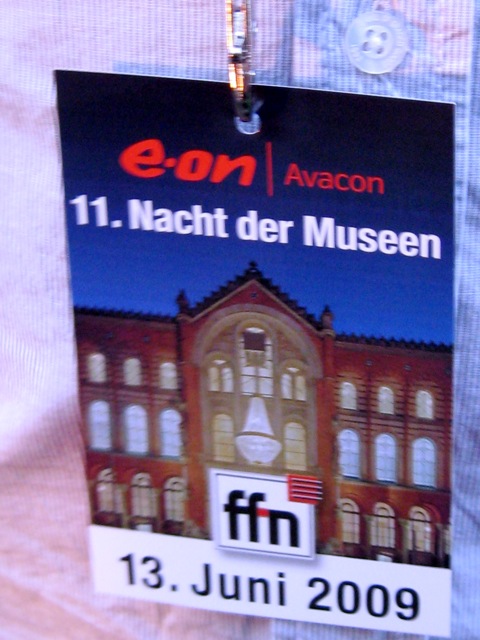 e·on | Avacon
11. Nacht der Museen
ffn
13. Juni 2009